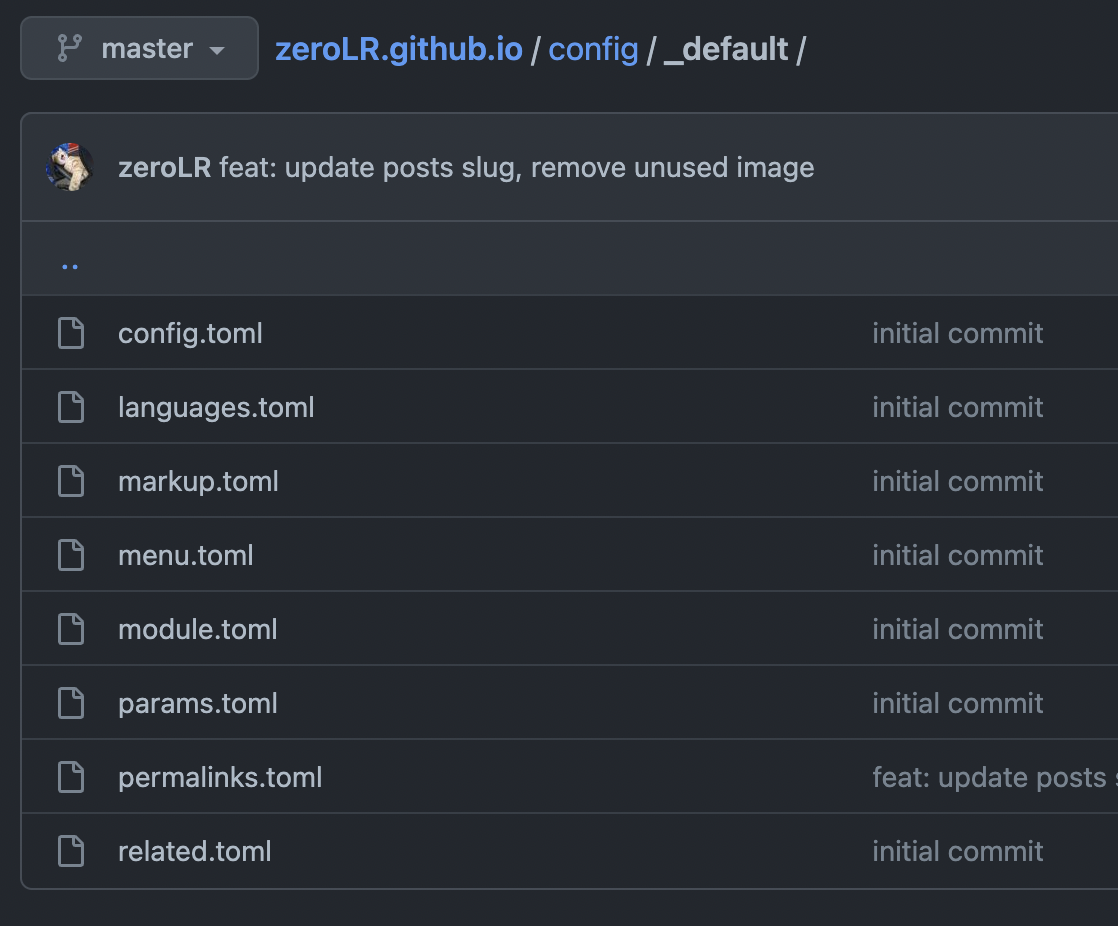 master zeroLR.github.io / config / _default /
zeroLR feat: update posts slug, remove unused image
..
config.toml initial commit
languages.toml initial commit
markup.toml initial commit
menu.toml initial commit
module.toml initial commit
params.toml initial commit
permalinks.toml feat: update posts
related.toml initial commit